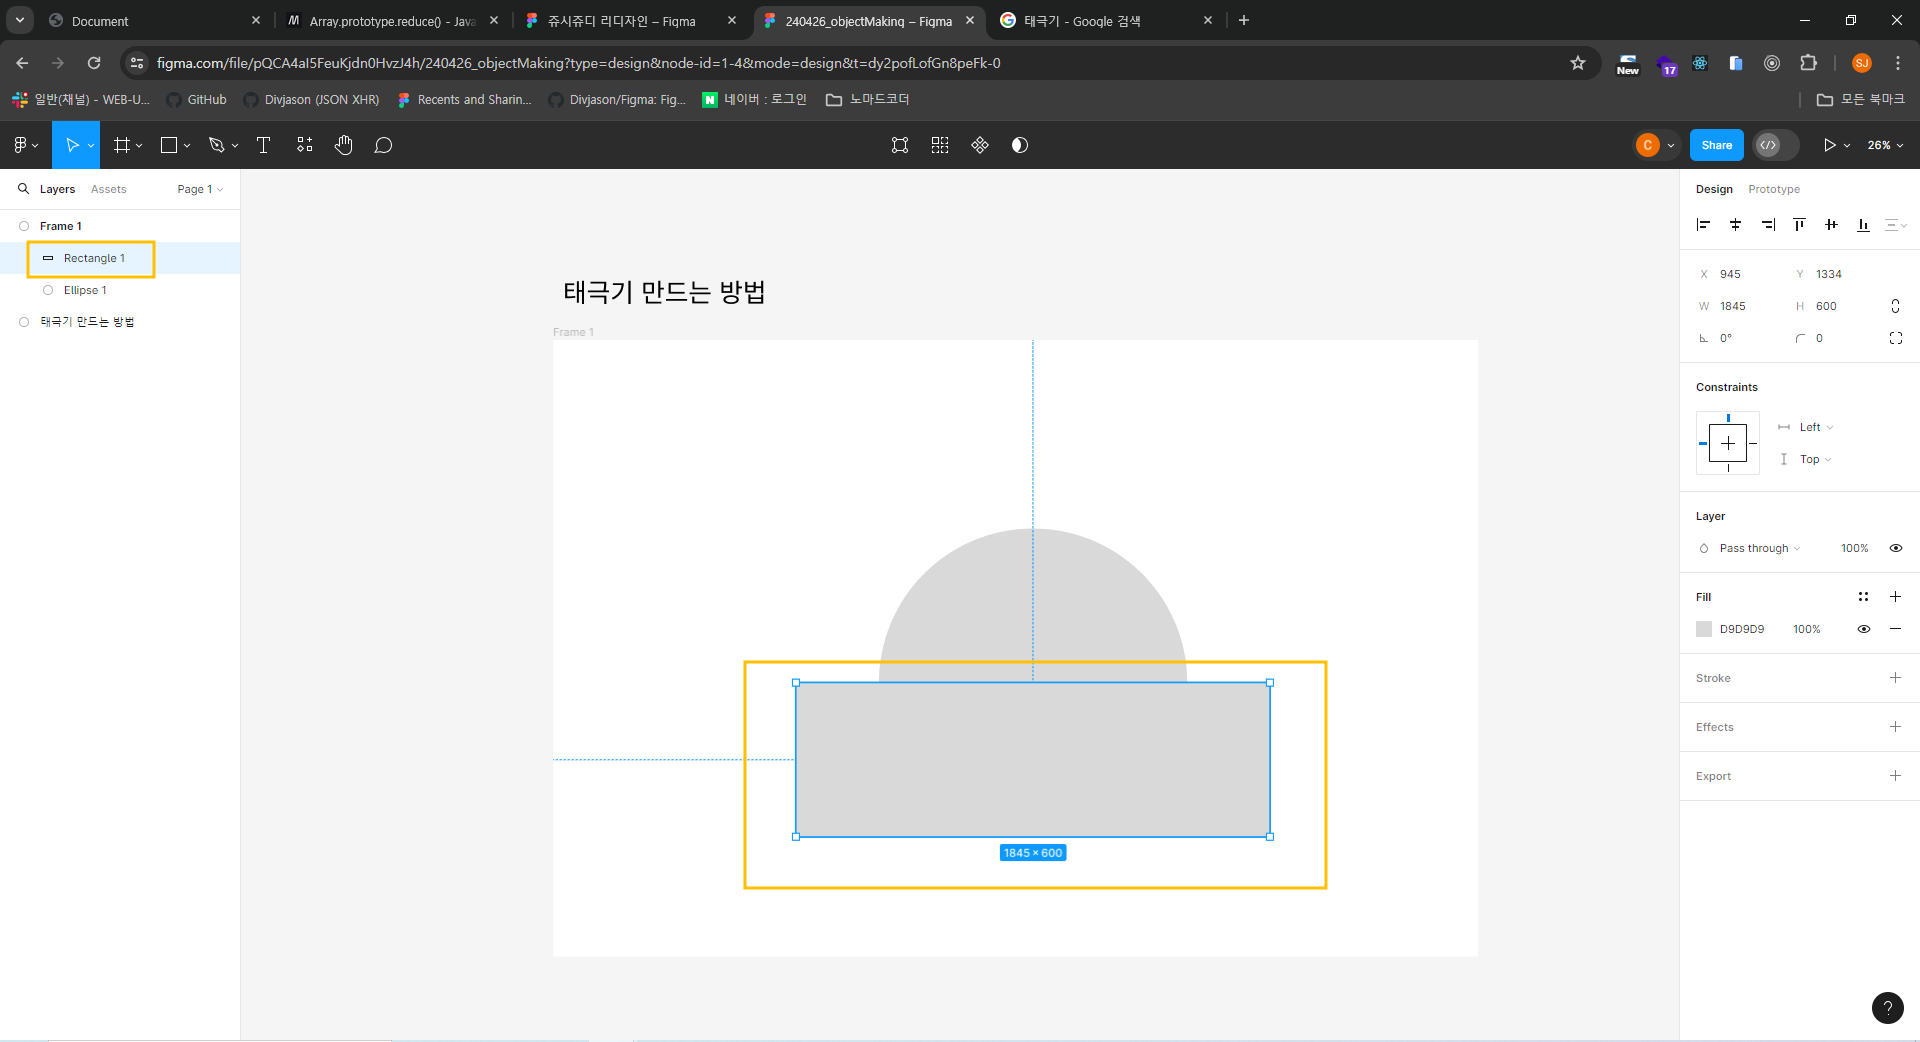 Document
Array.prototype.reduce() - Java
쥬시쥬디 리디자인 – Figma
240426_objectMaking – Figma
태극기 - Google 검색
figma.com/file/pQCA4aI5FeuKjdn0HvzJ4h/240426_objectMaking?type=design&node-id=1-4&mode=design&t=dy2pofLofGn8peFk-0
New
17
SJ
일반(채널) - WEB-U...
GitHub
Divjason (JSON XHR)
Recents and Sharin...
Divjason/Figma: Fig...
N
네이버 : 로그인
노마드코더
모든 북마크
C
Share
26%
Layers
Assets
Page 1
Frame 1
Rectangle 1
Ellipse 1
태극기 만드는 방법
태극기 만드는 방법
Frame 1
1845 × 600
Design
Prototype
X 945
Y 1334
W 1845
H 600
0°
0
Constraints
Left
Top
Layer
Pass through
100%
Fill
D9D9D9
100%
Stroke
Effects
Export
?